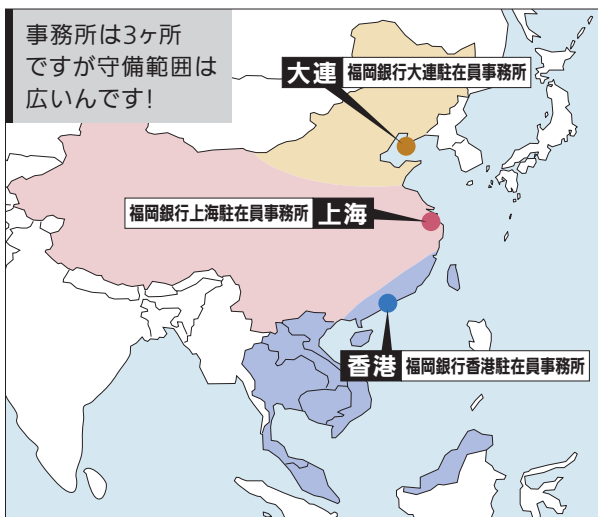 事務所は3ヶ所
ですが守備範囲は
広いんです!
大連 福岡銀行大連駐在員事務所
福岡銀行上海駐在員事務所 上海
香港 福岡銀行香港駐在員事務所